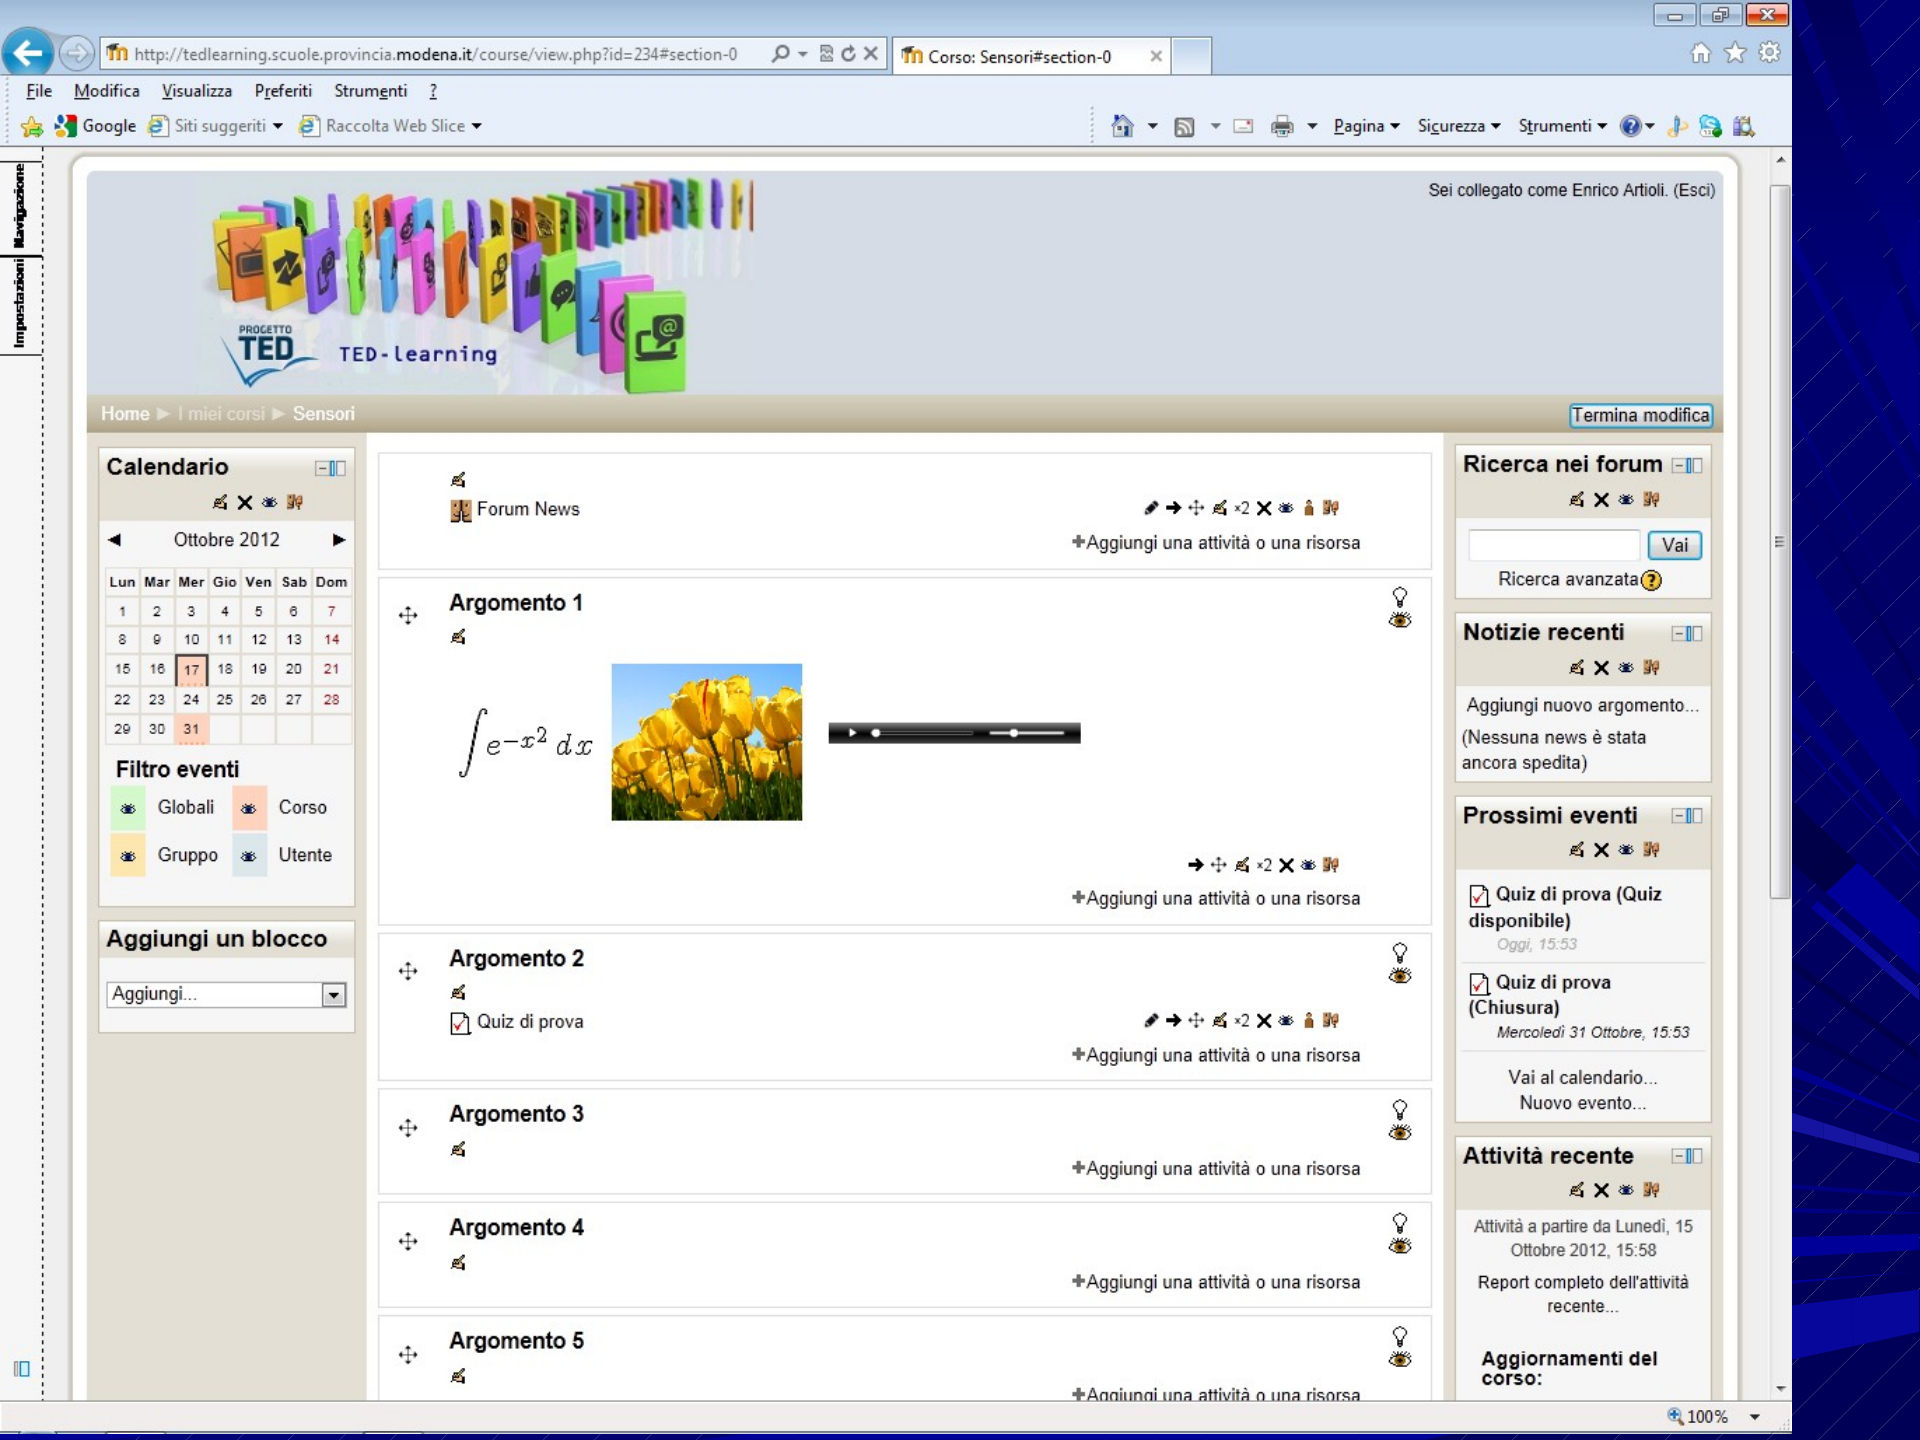 http://tedlearning.scuole.provincia.modena.it/course/view.php?id=234#section-0
Corso: Sensori#section-0
File Modifica Visualizza Preferiti Strumenti ?
Google Siti suggeriti Raccolta Web Slice
Pagina Sicurezza Strumenti
Navigazione
Impostazioni
Sei collegato come Enrico Artioli. (Esci)
PROGETTO
TED
TED-learning
Home ► I miei corsi ► Sensori
Termina modifica
Calendario
Ottobre 2012
Lun Mar Mer Gio Ven Sab Dom
1 2 3 4 5 6 7
8 9 10 11 12 13 14
15 16 17 18 19 20 21
22 23 24 25 26 27 28
29 30 31
Filtro eventi
Globali Corso
Gruppo Utente
Aggiungi un blocco
Aggiungi...
Forum News
×2
Aggiungi una attività o una risorsa
Argomento 1
∫ e^{-x^2} dx
×2
Aggiungi una attività o una risorsa
Argomento 2
Quiz di prova
×2
Aggiungi una attività o una risorsa
Argomento 3
Aggiungi una attività o una risorsa
Argomento 4
Aggiungi una attività o una risorsa
Argomento 5
Aggiungi una attività o una risorsa
Ricerca nei forum
Vai
Ricerca avanzata
Notizie recenti
Aggiungi nuovo argomento...
(Nessuna news è stata
ancora spedita)
Prossimi eventi
Quiz di prova (Quiz
disponibile)
Oggi, 15:53
Quiz di prova
(Chiusura)
Mercoledì 31 Ottobre, 15:53
Vai al calendario...
Nuovo evento...
Attività recente
Attività a partire da Lunedì, 15
Ottobre 2012, 15:58
Report completo dell'attività
recente...
Aggiornamenti del
corso:
100%